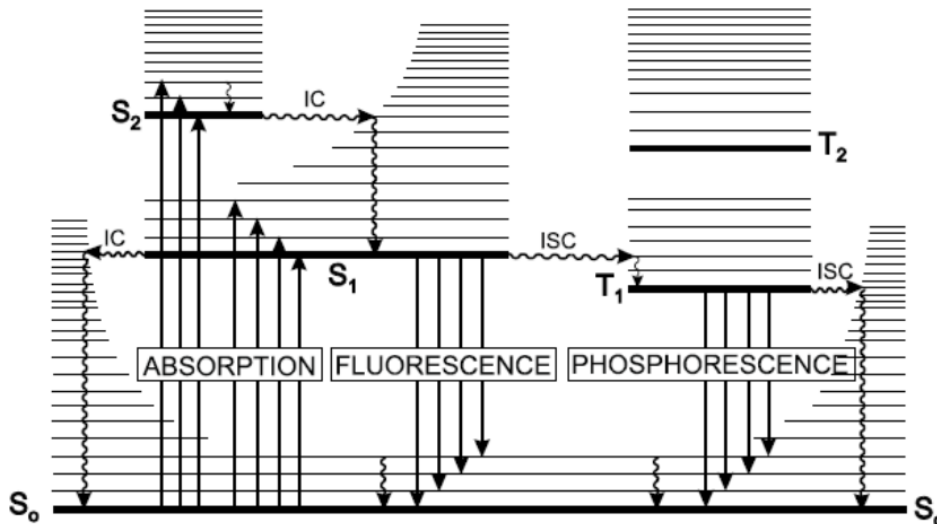 S2
IC
T2
IC
S1
ISC
T1
ISC
ABSORPTION
FLUORESCENCE
PHOSPHORESCENCE
So